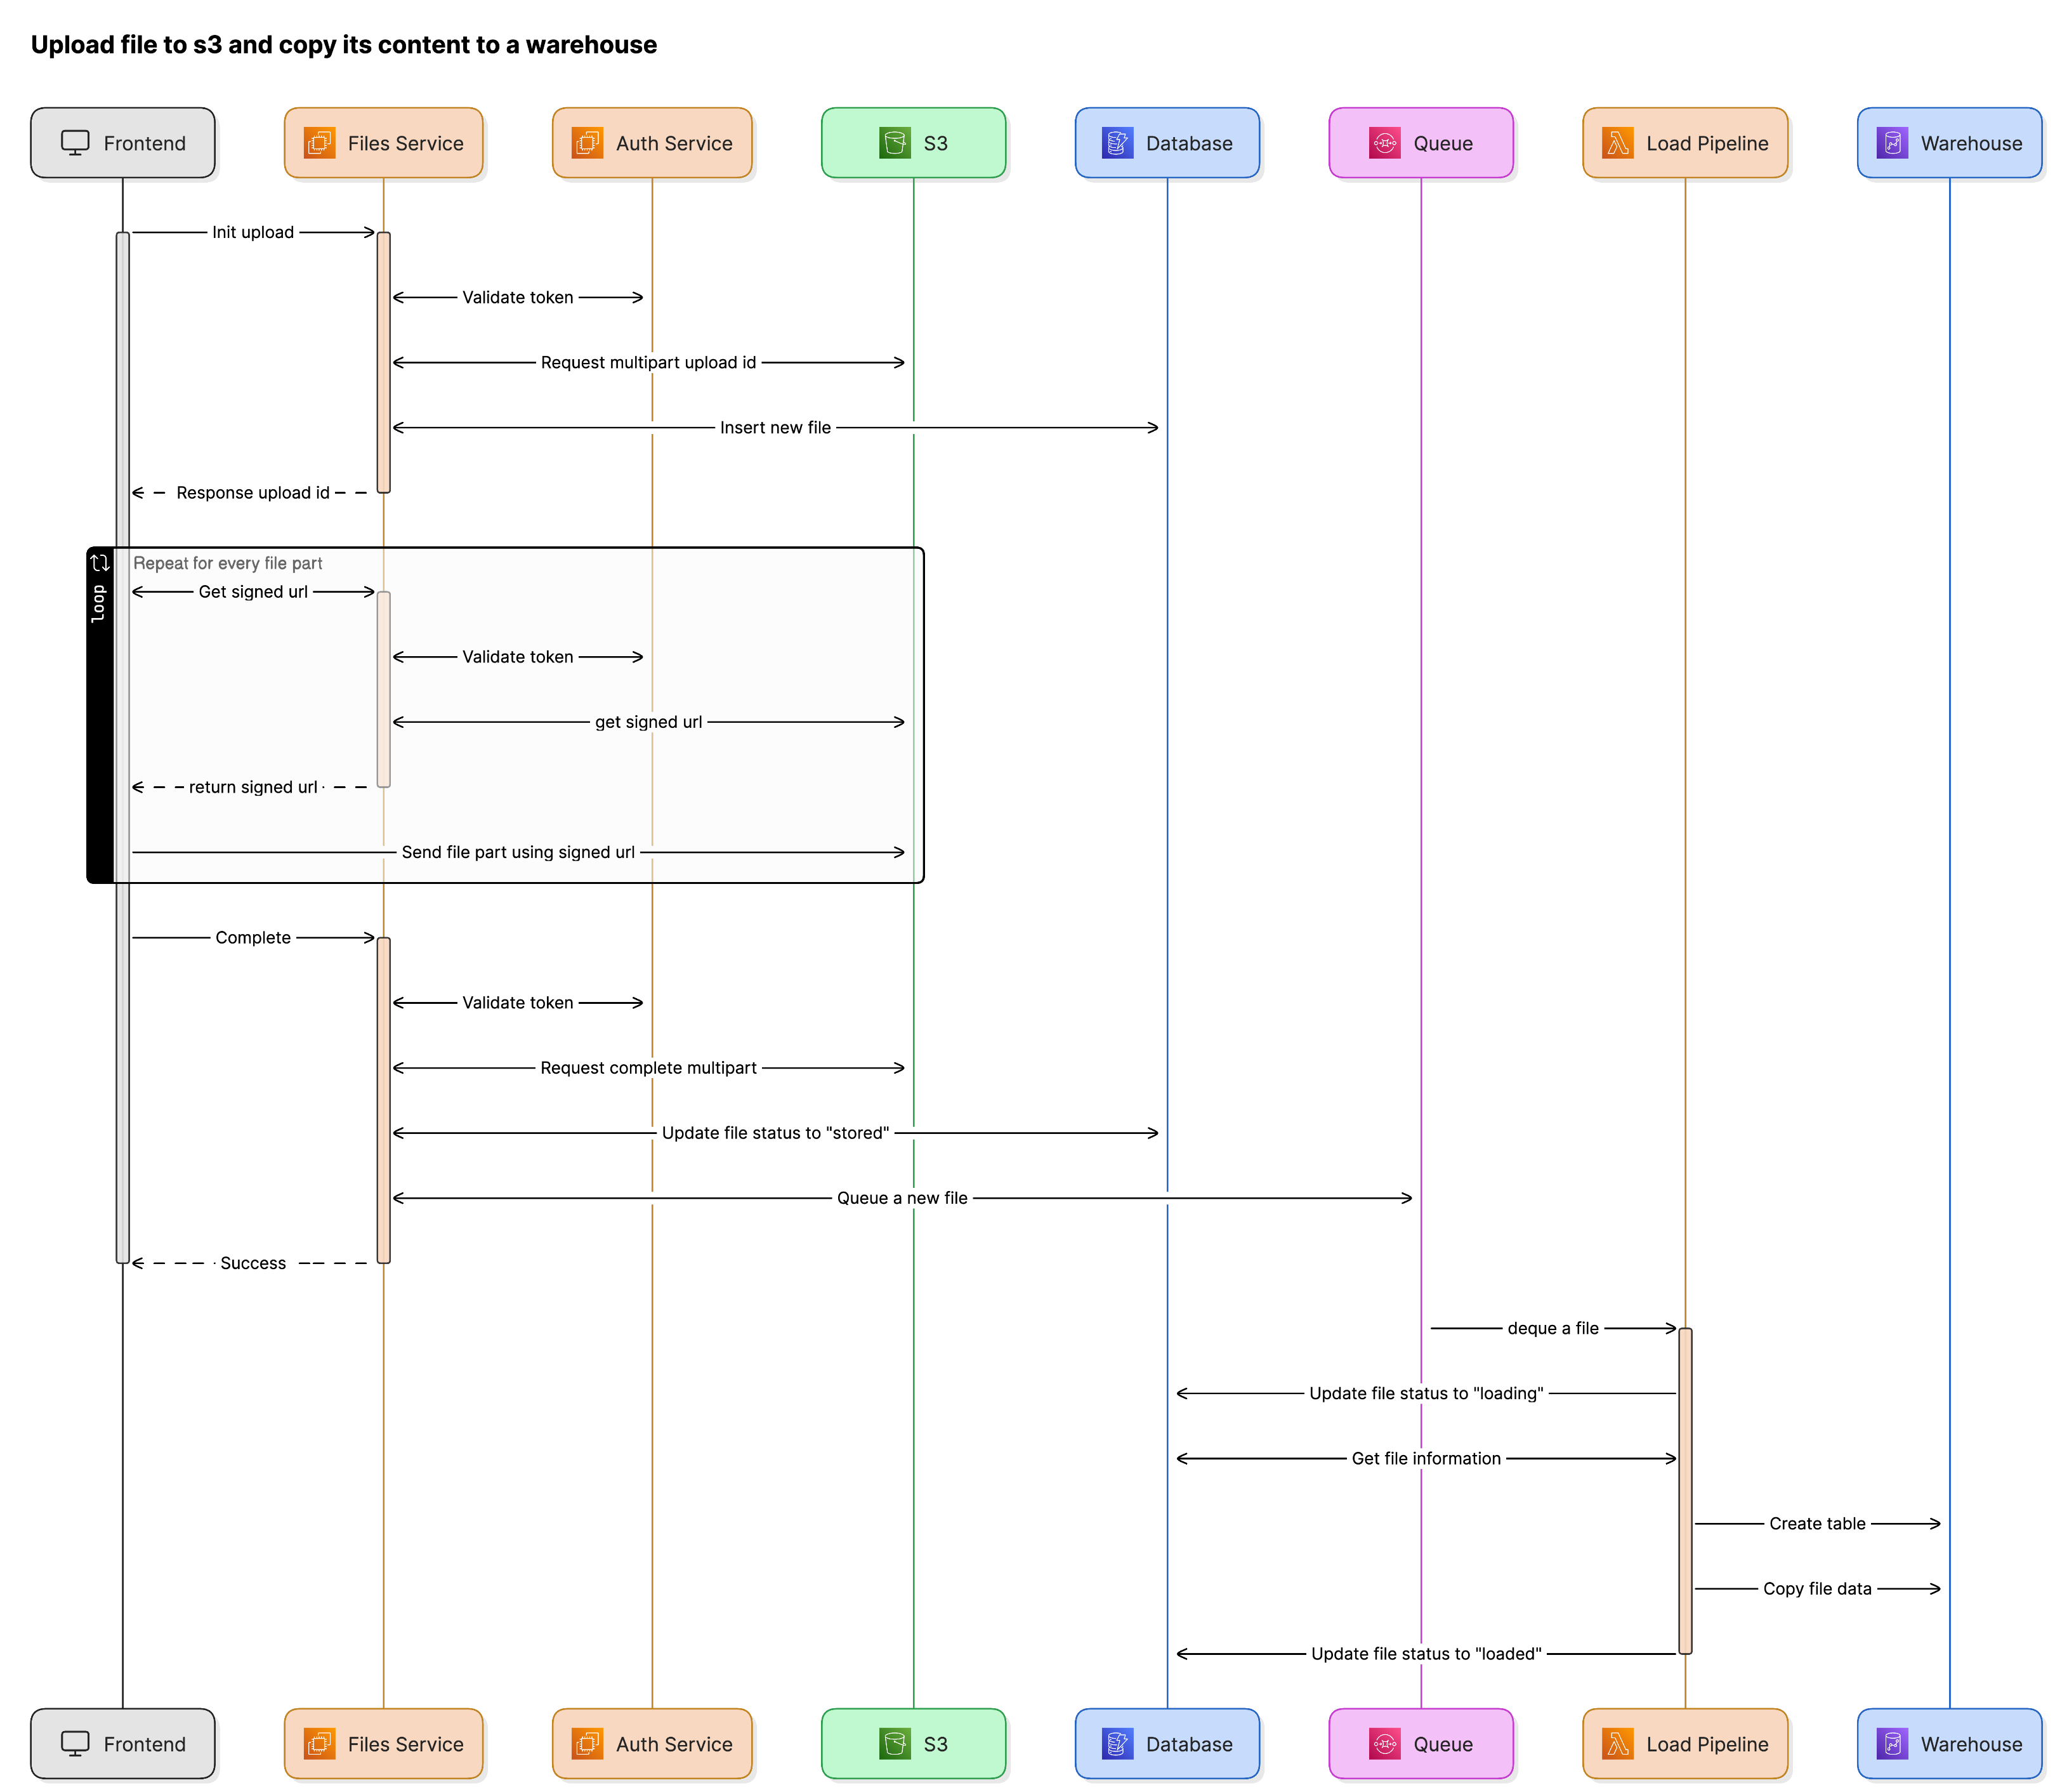 Upload file to s3 and copy its content to a warehouse
Frontend
Files Service
Auth Service
S3
Database
Queue
Load Pipeline
Warehouse
Init upload
Validate token
Request multipart upload id
Insert new file
Response upload id
loop
Repeat for every file part
Get signed url
Validate token
get signed url
return signed url
Send file part using signed url
Complete
Validate token
Request complete multipart
Update file status to "stored"
Queue a new file
Success
deque a file
Update file status to "loading"
Get file information
Create table
Copy file data
Update file status to "loaded"
Frontend
Files Service
Auth Service
S3
Database
Queue
Load Pipeline
Warehouse